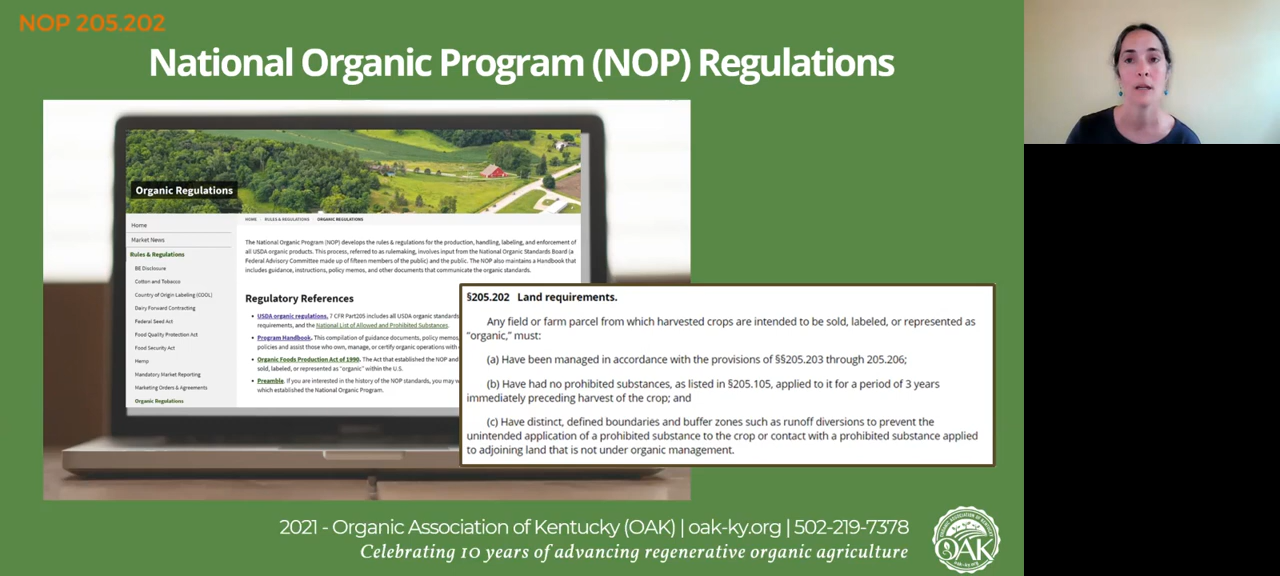 NOP 205.202
National Organic Program (NOP) Regulations
Organic Regulations
HOME RULES & REGULATIONS ORGANIC REGULATIONS
Home
Market News
Rules & Regulations
BE Disclosure
Cotton and Tobacco
Country of Origin Labeling (COOL)
Dairy Forward Contracting
Federal Seed Act
Food Quality Protection Act
Food Security Act
Hemp
Mandatory Market Reporting
Marketing Orders & Agreements
Organic Regulations
The National Organic Program (NOP) develops the rules & regulations for the production, handling, labeling, and enforcement of
all USDA organic products. This process, referred to as rulemaking, involves input from the National Organic Standards Board (a
Federal Advisory Committee made up of fifteen members of the public) and the public. The NOP also maintains a Handbook that
includes guidance, instructions, policy memos, and other documents that communicate the organic standards.
Regulatory References
• USDA organic regulations. 7 CFR Part205 includes all USDA organic standards
requirements, and the National List of Allowed and Prohibited Substances.
• Program Handbook. This compilation of guidance documents, policy memos,
policies and assist those who own, manage, or certify organic operations with
• Organic Foods Production Act of 1990. The Act that established the NOP and
sold, labeled, or represented as "organic" within the U.S.
• Preamble. If you are interested in the history of the NOP standards, you may w
which established the National Organic Program.
§205.202 Land requirements.
Any field or farm parcel from which harvested crops are intended to be sold, labeled, or represented as
“organic,” must:
(a) Have been managed in accordance with the provisions of §§205.203 through 205.206;
(b) Have had no prohibited substances, as listed in §205.105, applied to it for a period of 3 years
immediately preceding harvest of the crop; and
(c) Have distinct, defined boundaries and buffer zones such as runoff diversions to prevent the
unintended application of a prohibited substance to the crop or contact with a prohibited substance applied
to adjoining land that is not under organic management.
2021 - Organic Association of Kentucky (OAK) | oak-ky.org | 502-219-7378
Celebrating 10 years of advancing regenerative organic agriculture
ORGANIC ASSOCIATION OF KENTUCKY
OAK
oak-ky.org